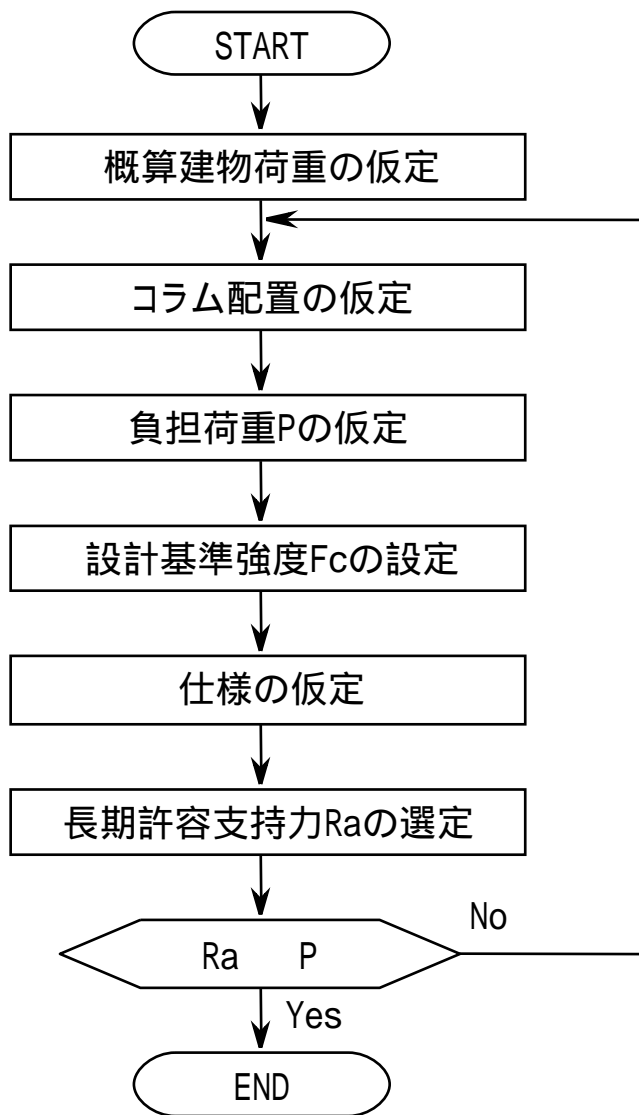 START
概算建物荷重の仮定
コラム配置の仮定
負担荷重Pの仮定
設計基準強度Fcの設定
仕様の仮定
長期許容支持力Raの選定
Ra P
No
Yes
END